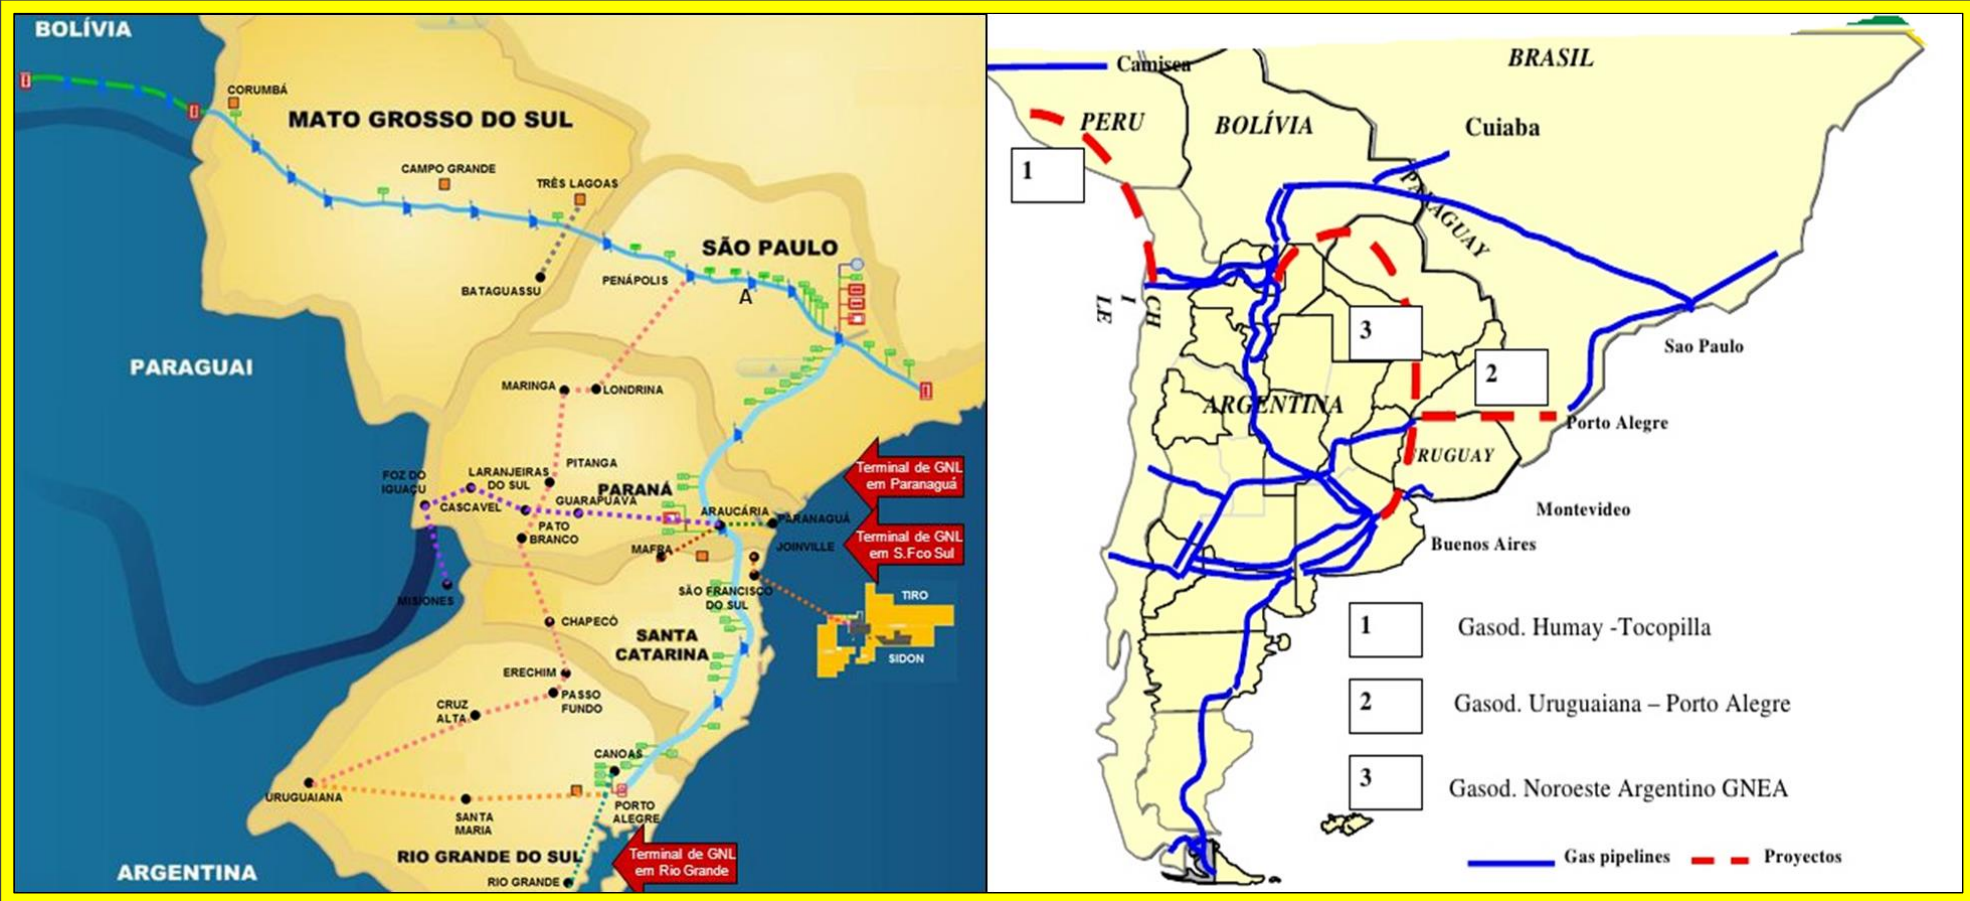 BOLÍVIA
CORUMBÁ
MATO GROSSO DO SUL
CAMPO GRANDE
TRÊS LAGOAS
SÃO PAULO
PENÁPOLIS
BATAGUASSU
A
PARAGUAI
MARINGA
LONDRINA
PITANGA
FOZ DO
IGUAÇU
LARANJEIRAS
DO SUL
PARANÁ
GUARAPUAVA
CASCAVEL
ARAUCÁRIA
PARANAGUÁ
PATO
BRANCO
MAFRA
JOINVILLE
Terminal de GNL
em Paranaguá
Terminal de GNL
em S.Fco Sul
MISIONES
SÃO FRANCISCO
DO SUL
TIRO
SIDON
CHAPECÓ
SANTA
CATARINA
ERECHIM
PASSO
FUNDO
CRUZ
ALTA
CANOAS
URUGUAIANA
SANTA
MARIA
PORTO
ALEGRE
RIO GRANDE DO SUL
Terminal de GNL
em Rio Grande
RIO GRANDE
ARGENTINA
Camisea
BRASIL
PERU
BOLÍVIA
Cuiaba
1
PARAGUAY
CH
I
LE
3
2
Sao Paulo
ARGENTINA
Porto Alegre
URUGUAY
Montevideo
Buenos Aires
1
Gasod. Humay -Tocopilla
2
Gasod. Uruguaiana – Porto Alegre
3
Gasod. Noroeste Argentino GNEA
Gas pipelines
Proyectos